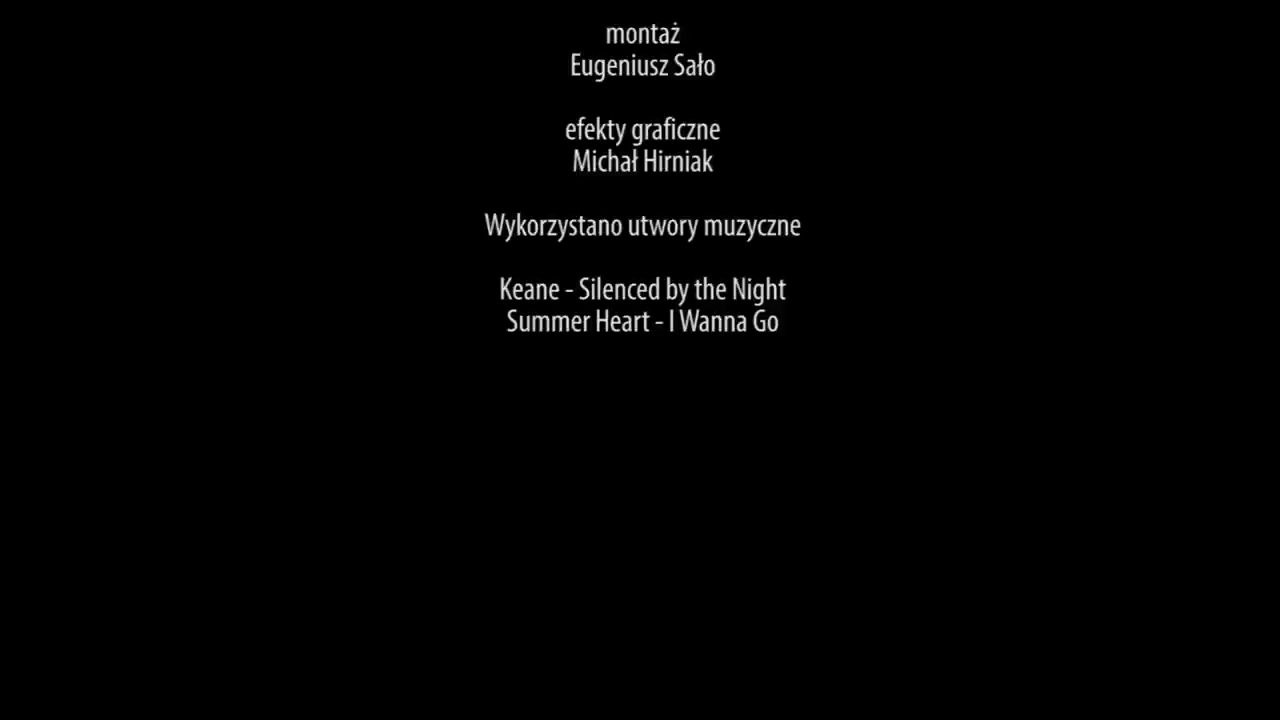 montaż
Eugeniusz Sało
efekty graficzne
Michał Hirniak
Wykorzystano utwory muzyczne
Keane - Silenced by the Night
Summer Heart - I Wanna Go